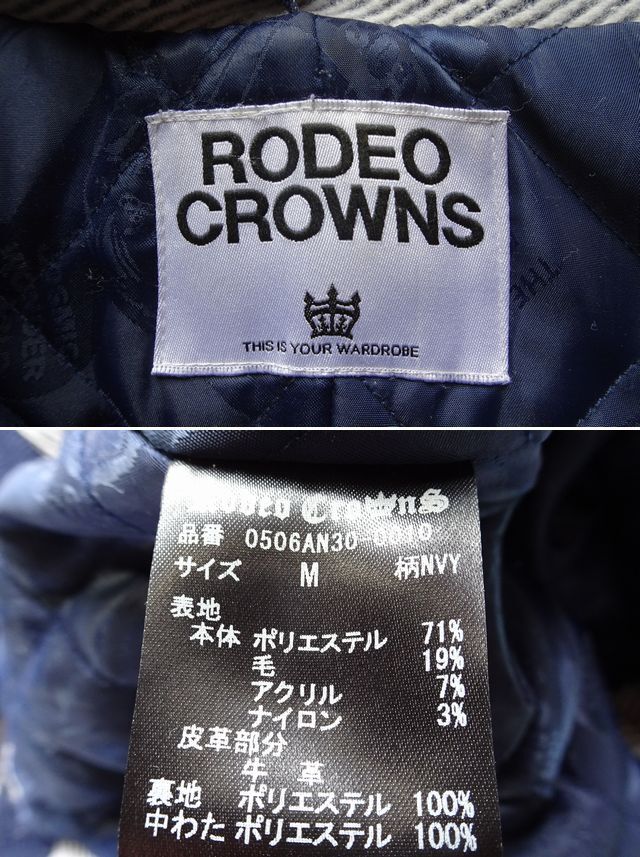 RODEO
CROWNS
THIS IS YOUR WARDROBE
THE
Rodeo Crowns
品番 0506AN30-0010
サイズ M 柄NVY
表地
本体 ポリエステル 71%
毛 19%
アクリル 7%
ナイロン 3%
皮革部分
牛 革
裏地 ポリエステル 100%
中わた ポリエステル 100%